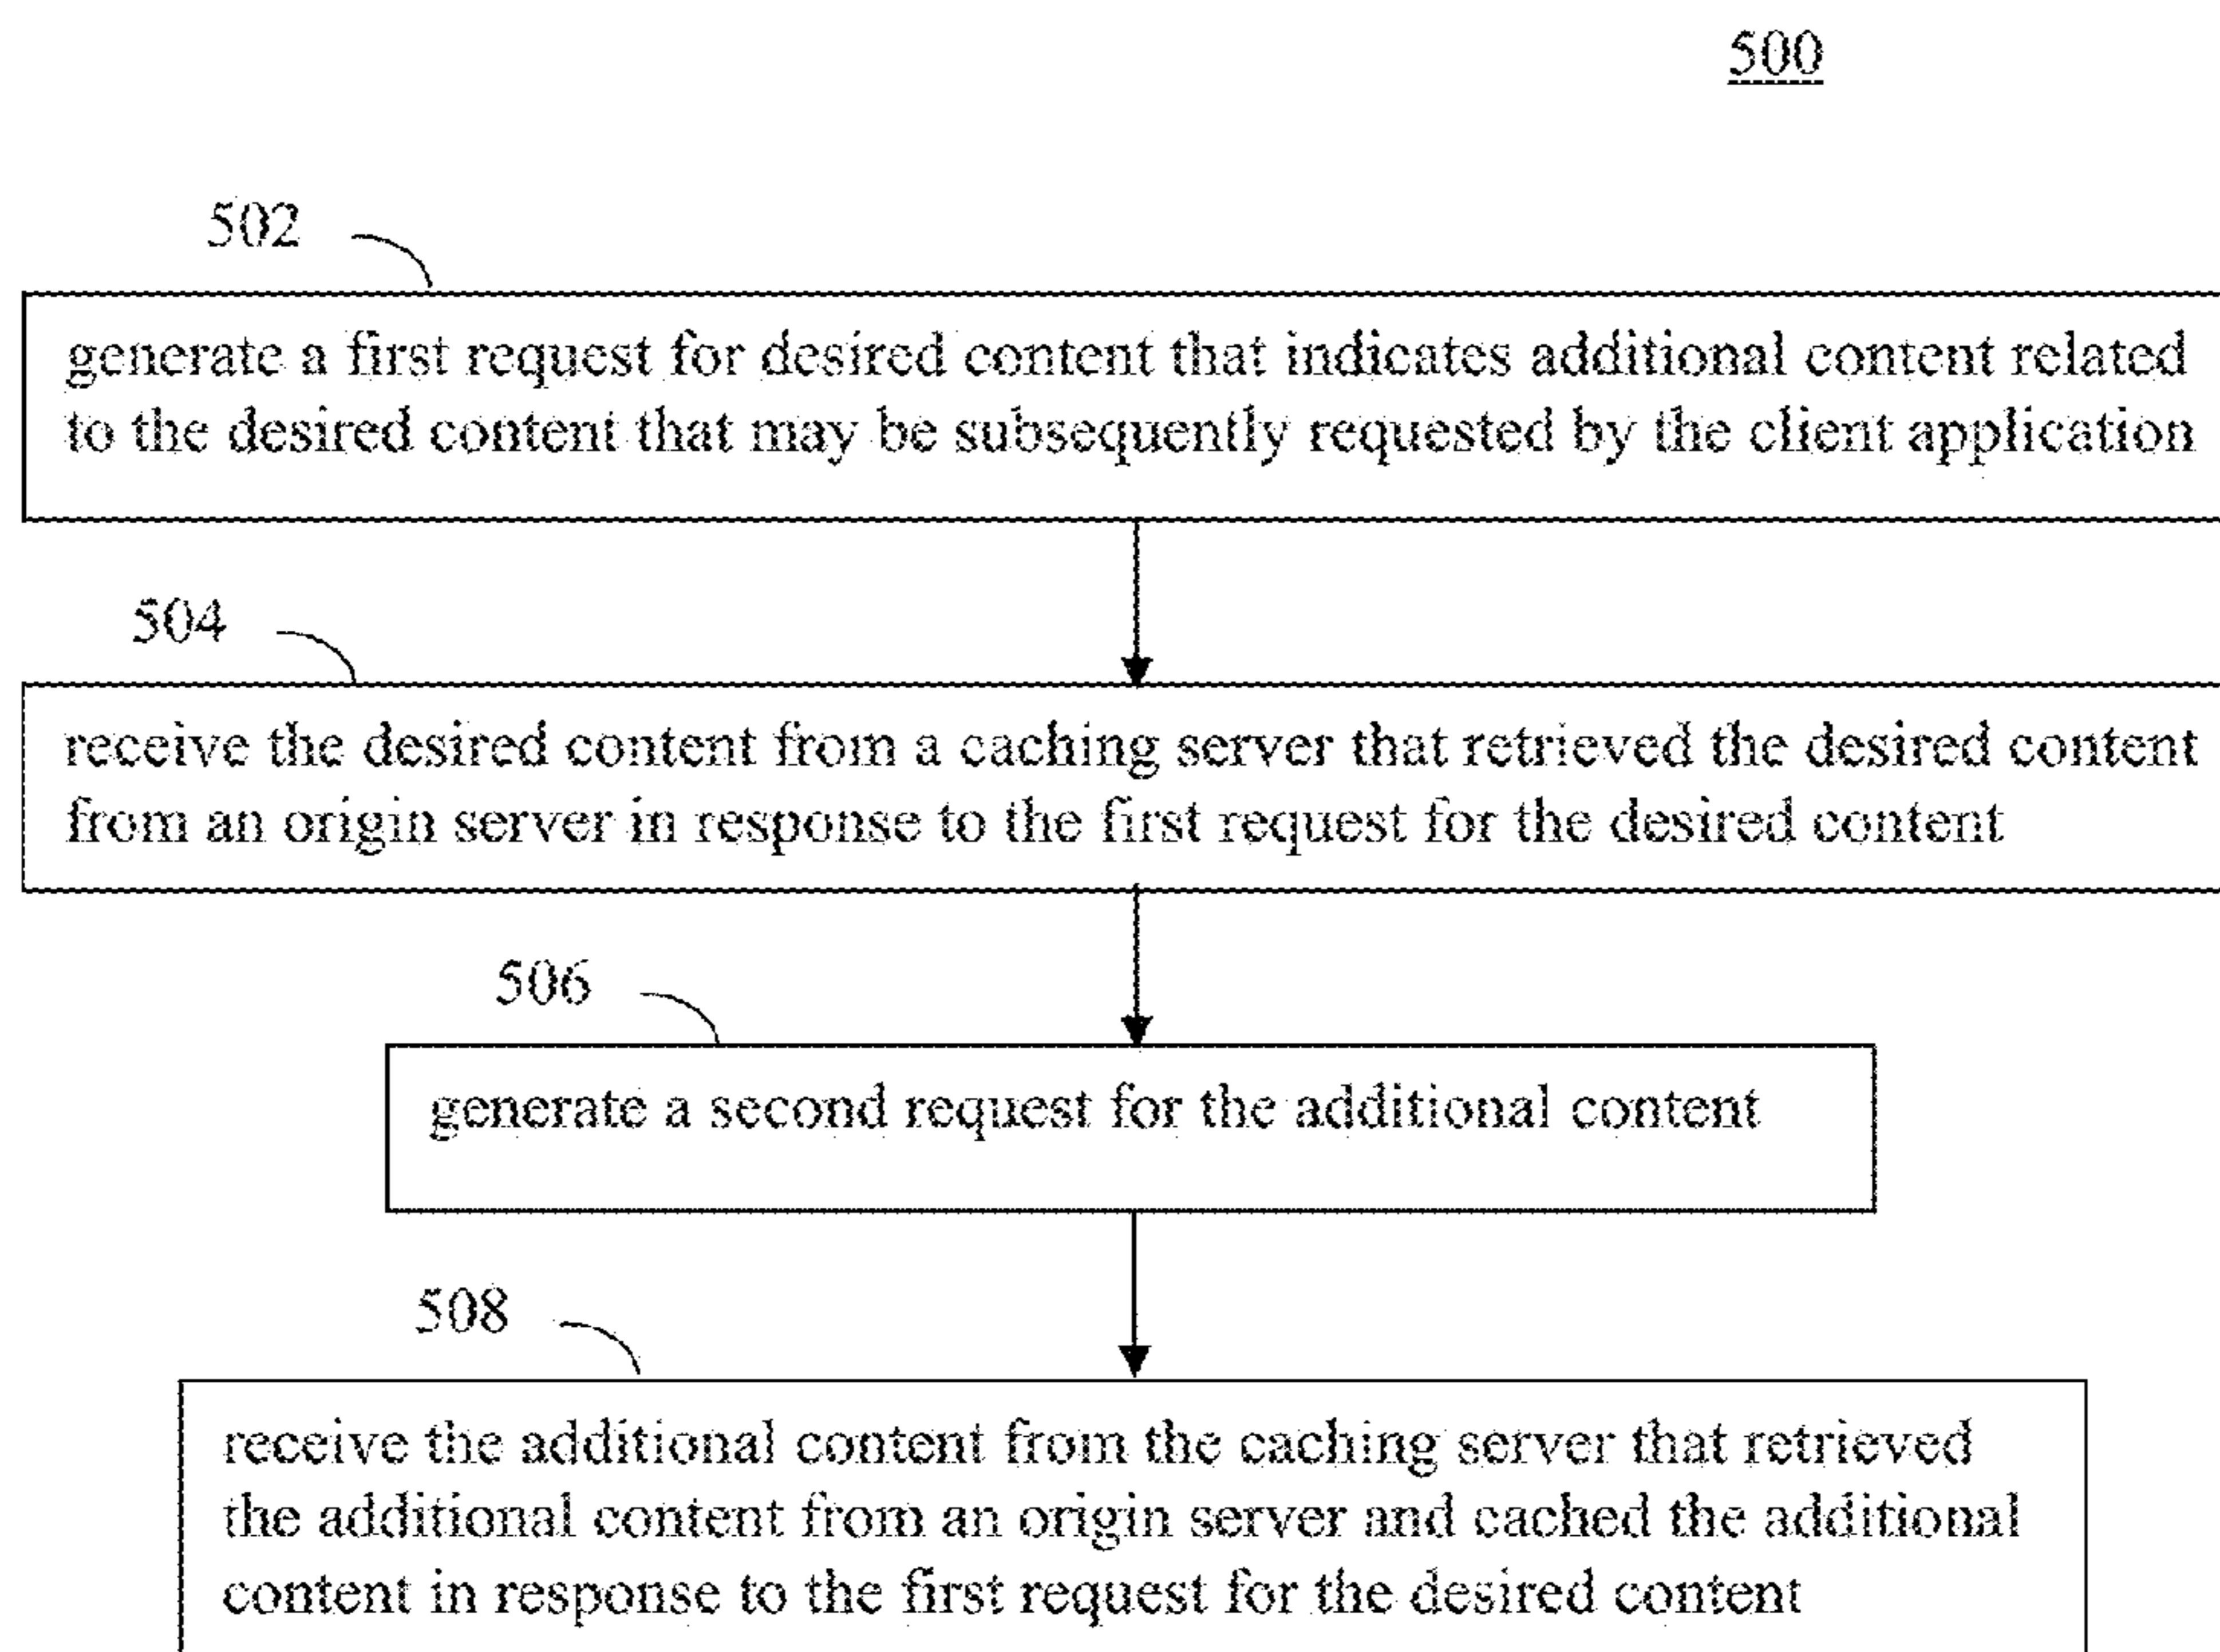 500
502
generate a first request for desired content that indicates additional content related
to the desired content that may be subsequently requested by the client application
504
receive the desired content from a caching server that retrieved the desired content
from an origin server in response to the first request for the desired content
506
generate a second request for the additional content
508
receive the additional content from the caching server that retrieved
the additional content from an origin server and cached the additional
content in response to the first request for the desired content